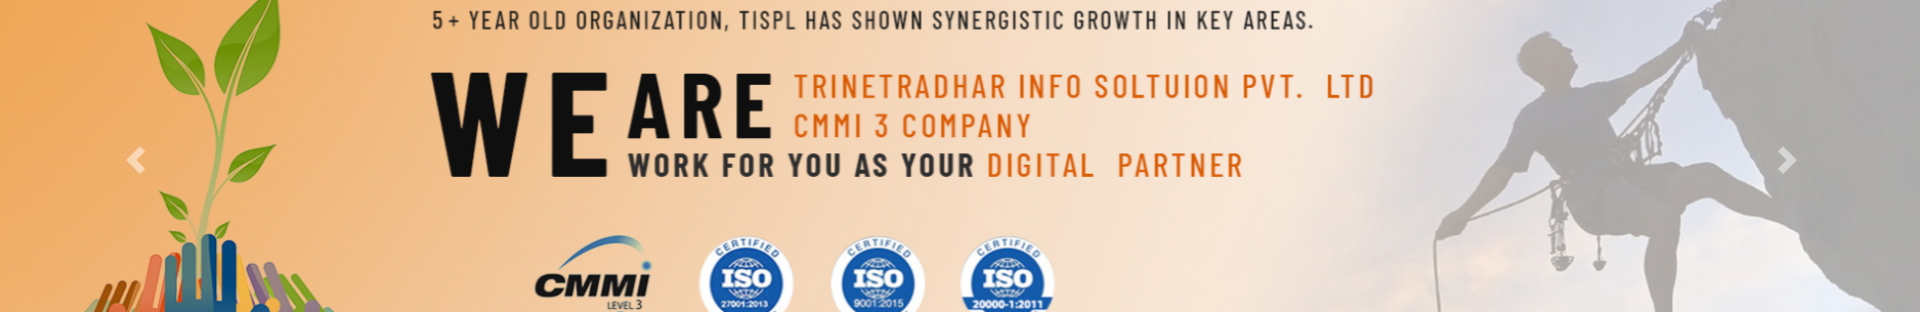 5+ YEAR OLD ORGANIZATION, TISPL HAS SHOWN SYNERGISTIC GROWTH IN KEY AREAS.
WE ARE TRINETRADHAR INFO SOLTUION PVT. LTD
CMMI 3 COMPANY
WORK FOR YOU AS YOUR DIGITAL PARTNER
CMMI
LEVEL 3
CERTIFIED
ISO
27001:2013
CERTIFIED
ISO
9001:2015
CERTIFIED
ISO
20000-1:2011